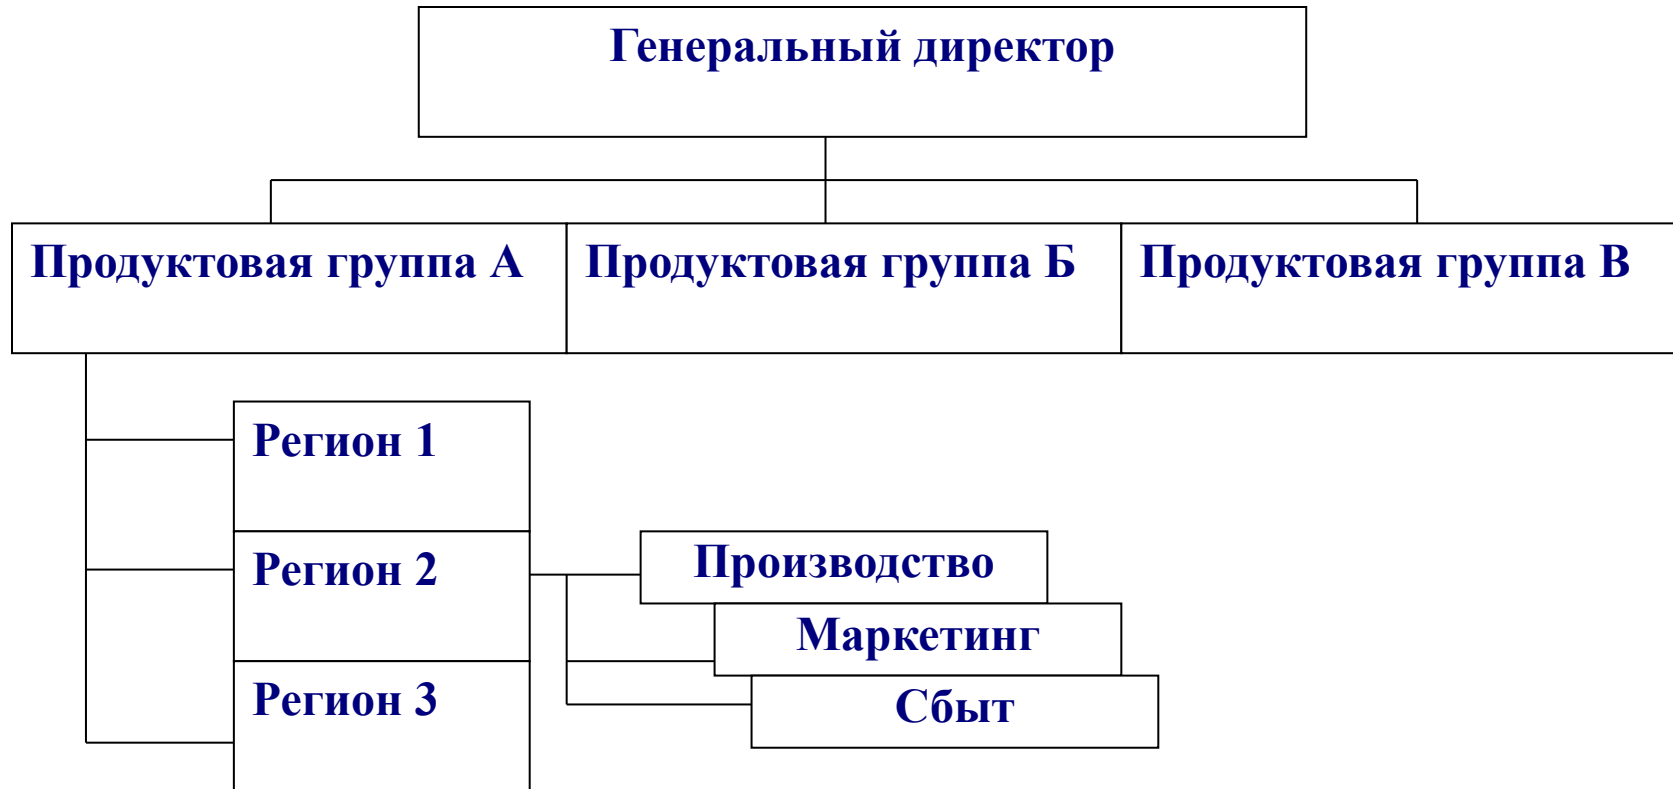 Генеральный директор
Продуктовая группа А
Продуктовая группа Б
Продуктовая группа В
Регион 1
Регион 2
Регион 3
Производство
Маркетинг
Сбыт